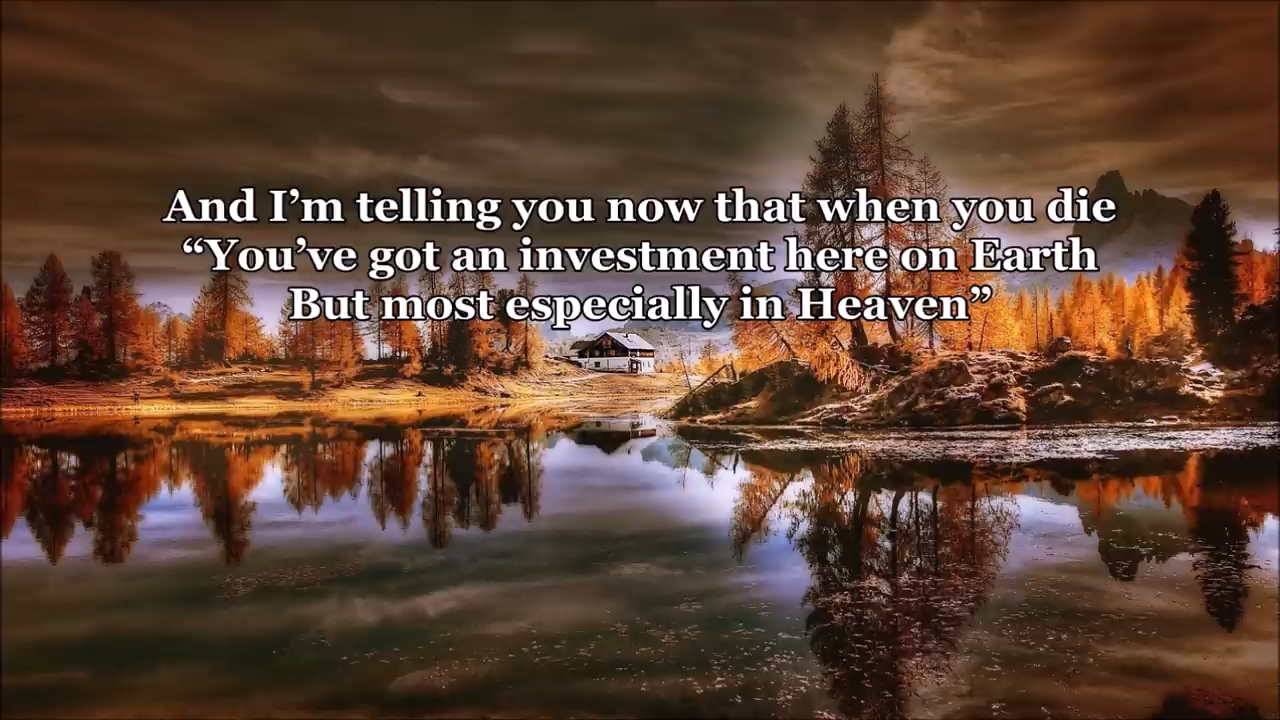 And I’m telling you now that when you die
“You’ve got an investment here on Earth
But most especially in Heaven”